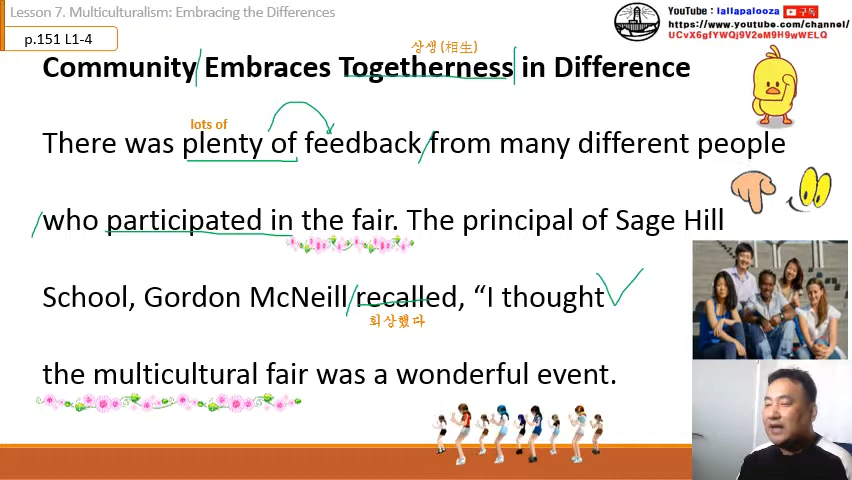 Lesson 7. Multiculturalism: Embracing the Differences
YouTube : lallapalooza 구독
https://www.youtube.com/channel/
UCvX6gfYWQj9V2eM9H9wWELQ
p.151 L1-4
상생(相生)
Community Embraces Togetherness in Difference
lots of
There was plenty of feedback from many different people
who participated in the fair. The principal of Sage Hill
School, Gordon McNeill recalled, “I thought
회상했다
the multicultural fair was a wonderful event.